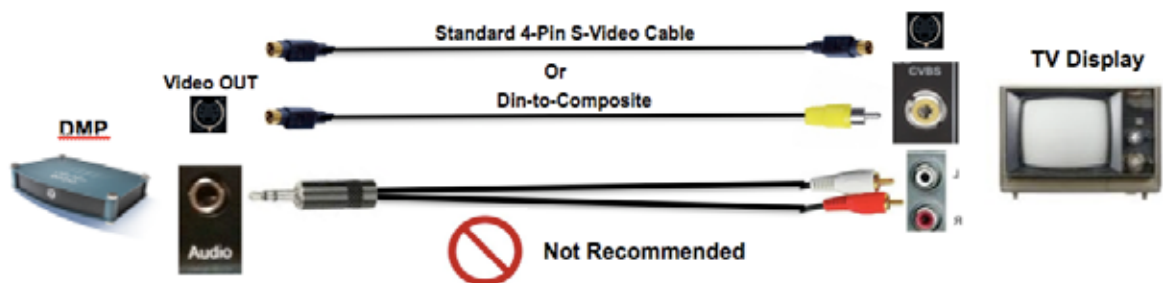 Standard 4-Pin S-Video Cable
Or
Din-to-Composite
Video OUT
DMP
Audio
CVBS
L
R
TV Display
Not Recommended